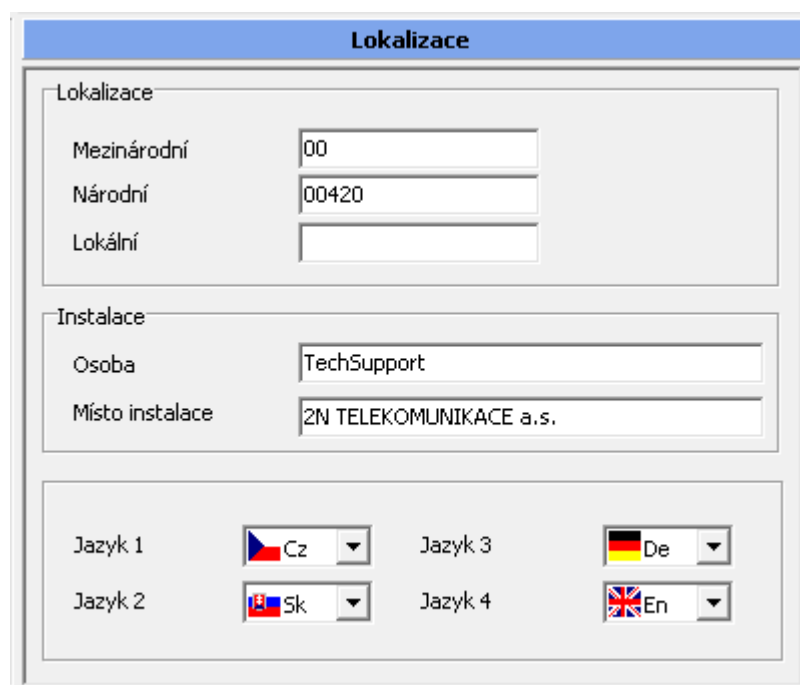 Lokalizace
Lokalizace
Mezinárodní 00
Národní 00420
Lokální
Instalace
Osoba TechSupport
Místo instalace 2N TELEKOMUNIKACE a.s.
Jazyk 1 Cz Jazyk 3 De
Jazyk 2 Sk Jazyk 4 En